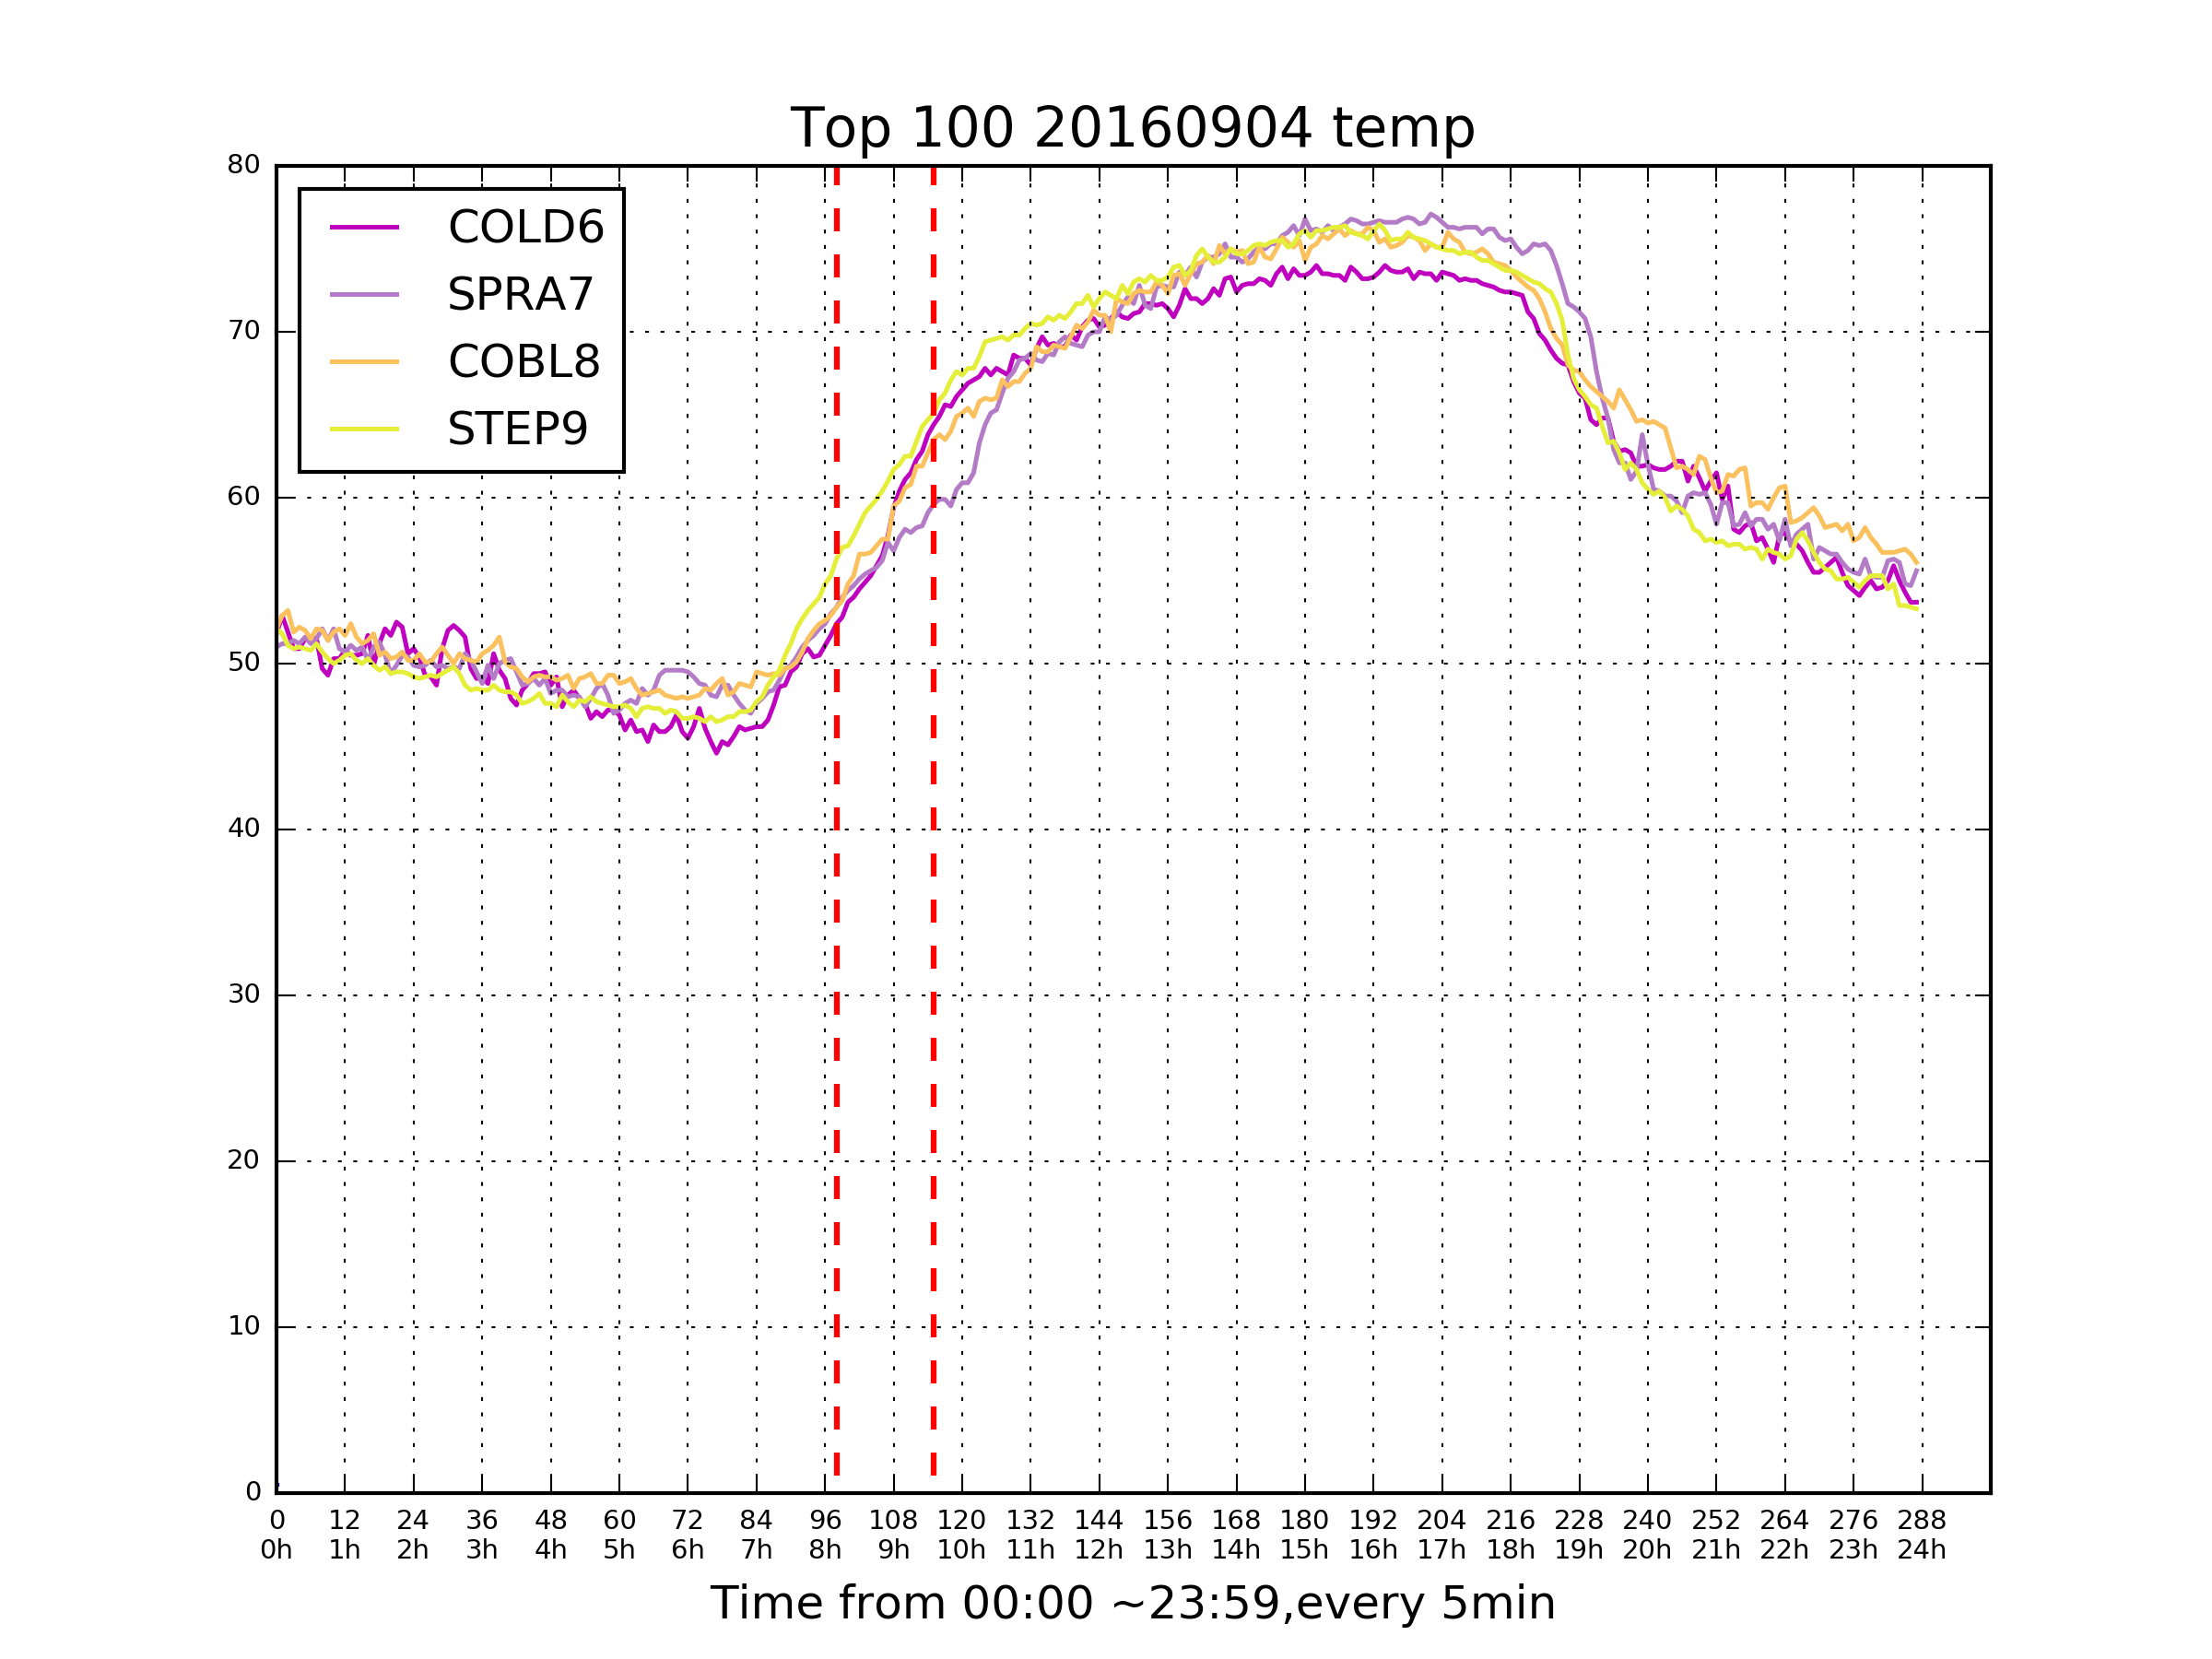 Top 100 20160904 temp
80
70
60
50
40
30
20
10
0
COLD6
SPRA7
COBL8
STEP9
0 12 24 36 48 60 72 84 96 108 120 132 144 156 168 180 192 204 216 228 240 252 264 276 288
0h 1h 2h 3h 4h 5h 6h 7h 8h 9h 10h 11h 12h 13h 14h 15h 16h 17h 18h 19h 20h 21h 22h 23h 24h
Time from 00:00 ~23:59,every 5min